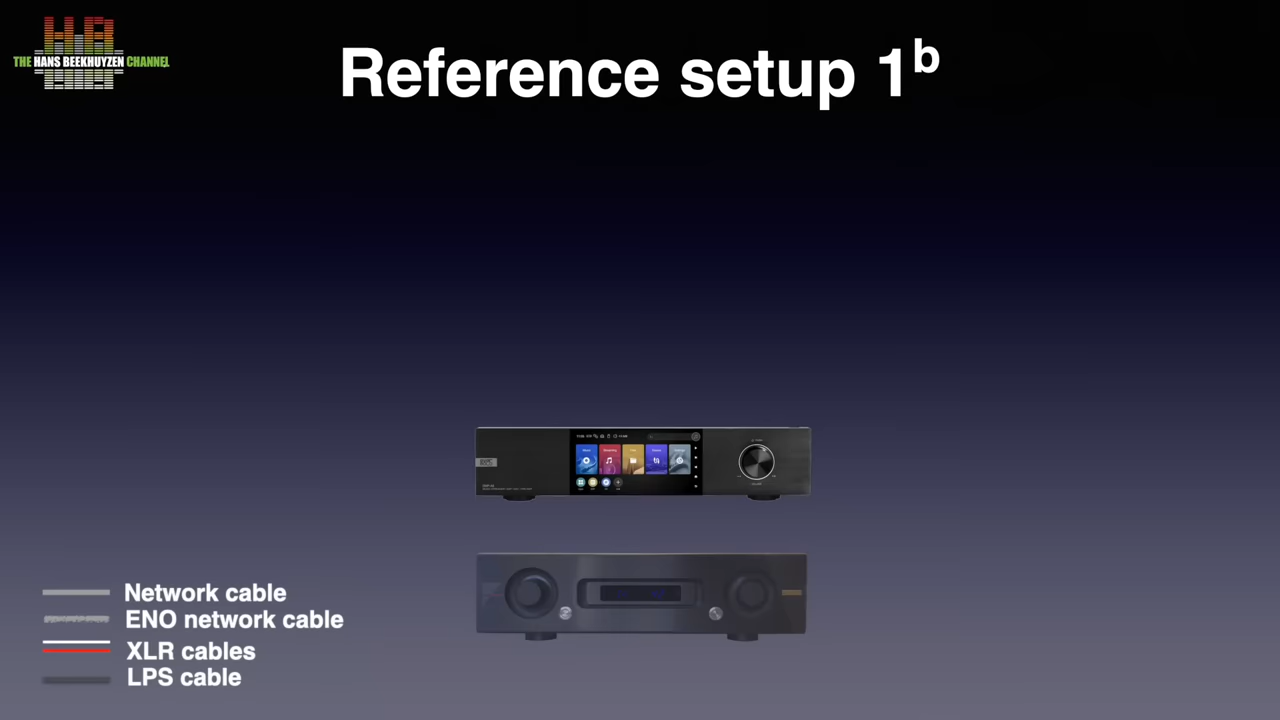 THE HANS BEEKHUYZEN CHANNEL
Reference setup 1b
Network cable
ENO network cable
XLR cables
LPS cable